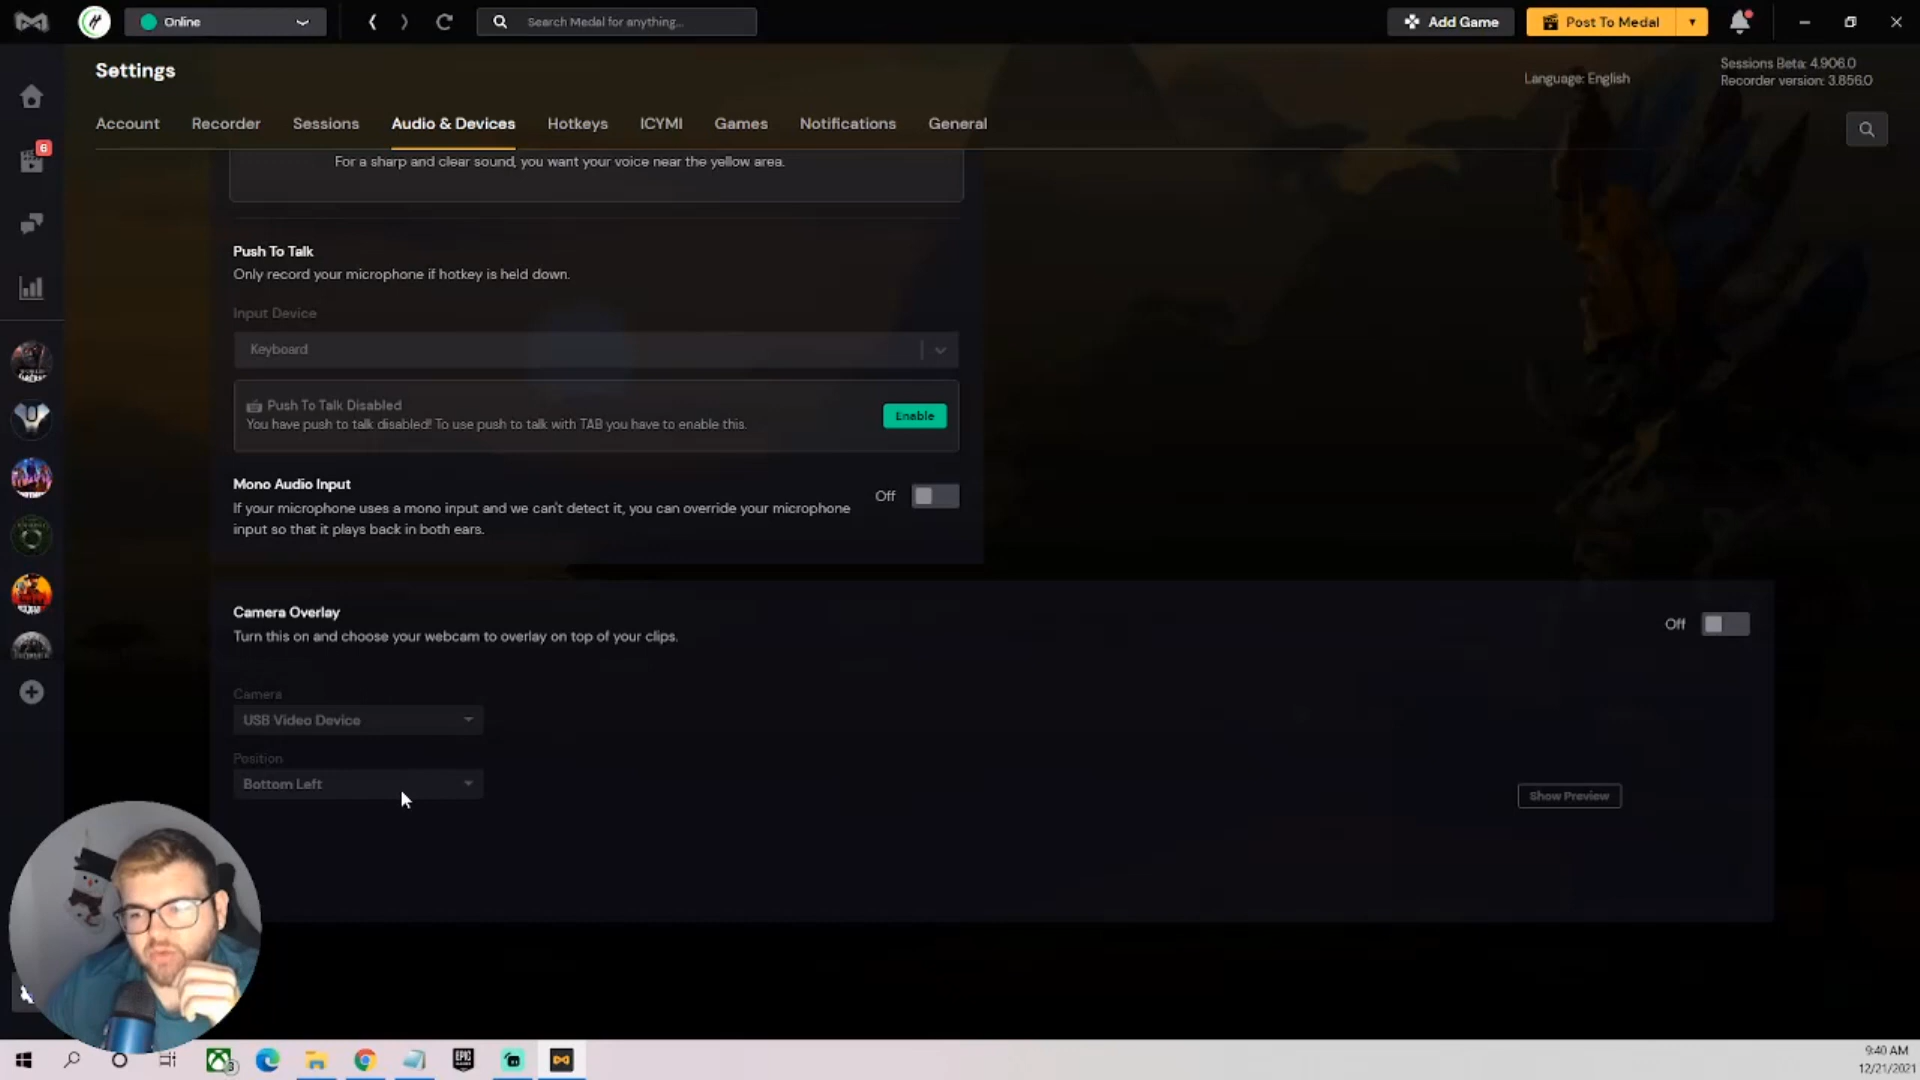 Online
Search Medal for anything...
Add Game
Post To Medal
Settings
Language: English
Sessions Beta: 4.906.0
Recorder version: 3.856.0
Account
Recorder
Sessions
Audio & Devices
Hotkeys
ICYMI
Games
Notifications
General
6
For a sharp and clear sound, you want your voice near the yellow area.
Push To Talk
Only record your microphone if hotkey is held down.
Input Device
Keyboard
Push To Talk Disabled
You have push to talk disabled! To use push to talk with TAB you have to enable this.
Enable
Mono Audio Input
If your microphone uses a mono input and we can't detect it, you can override your microphone
input so that it plays back in both ears.
Off
Camera Overlay
Turn this on and choose your webcam to overlay on top of your clips.
Off
Camera
USB Video Device
Position
Bottom Left
Show Preview
3
EPIC
9:40 AM
12/21/2021